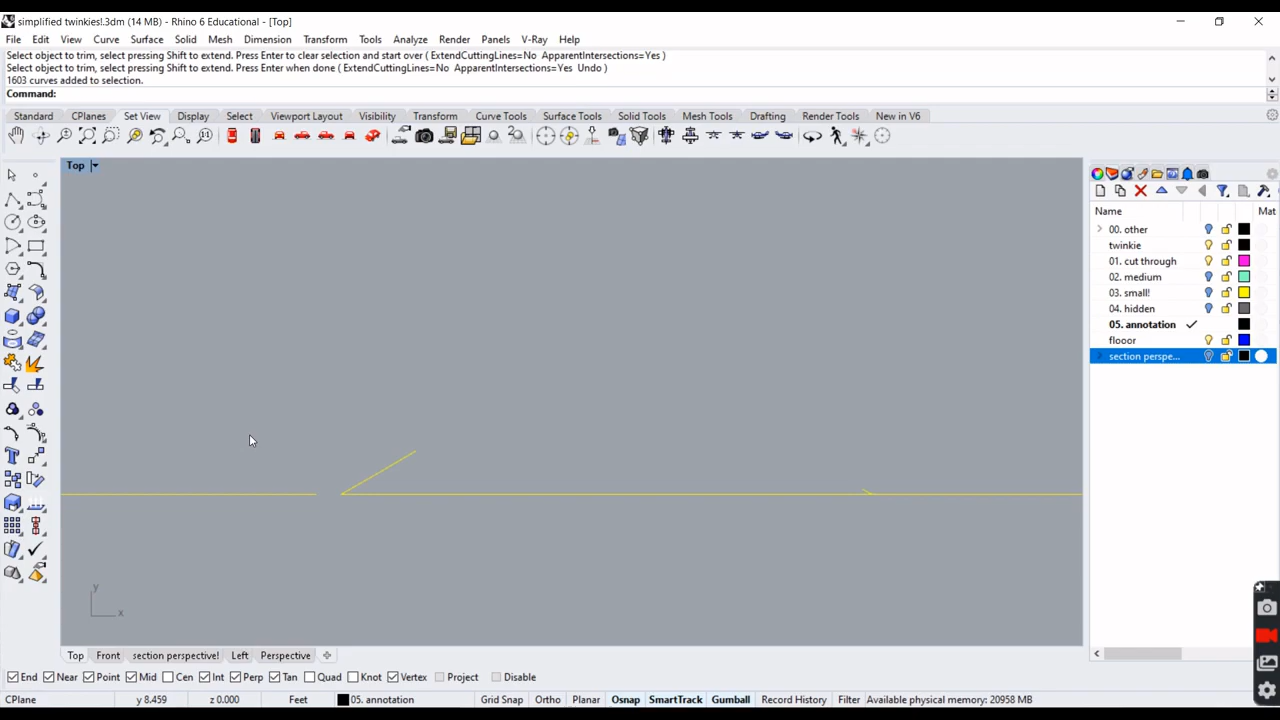 simplified twinkies!.3dm (14 MB) - Rhino 6 Educational - [Top]
File Edit View Curve Surface Solid Mesh Dimension Transform Tools Analyze Render Panels V-Ray Help
Select object to trim, select pressing Shift to extend. Press Enter to clear selection and start over ( ExtendCuttingLines=No ApparentIntersections=Yes )
Select object to trim, select pressing Shift to extend. Press Enter when done ( ExtendCuttingLines=No ApparentIntersections=Yes Undo )
1603 curves added to selection.
Command:
Standard CPlanes Set View Display Select Viewport Layout Visibility Transform Curve Tools Surface Tools Solid Tools Mesh Tools Drafting Render Tools New in V6
Top
Name Mat
00. other
twinkie
01. cut through
02. medium
03. small!
04. hidden
05. annotation
flooor
section perspe...
y
x
Top Front section perspective! Left Perspective
End Near Point Mid Cen Int Perp Tan Quad Knot Vertex Project Disable
CPlane y 8.459 z 0.000 Feet 05. annotation Grid Snap Ortho Planar Osnap SmartTrack Gumball Record History Filter Available physical memory: 20958 MB